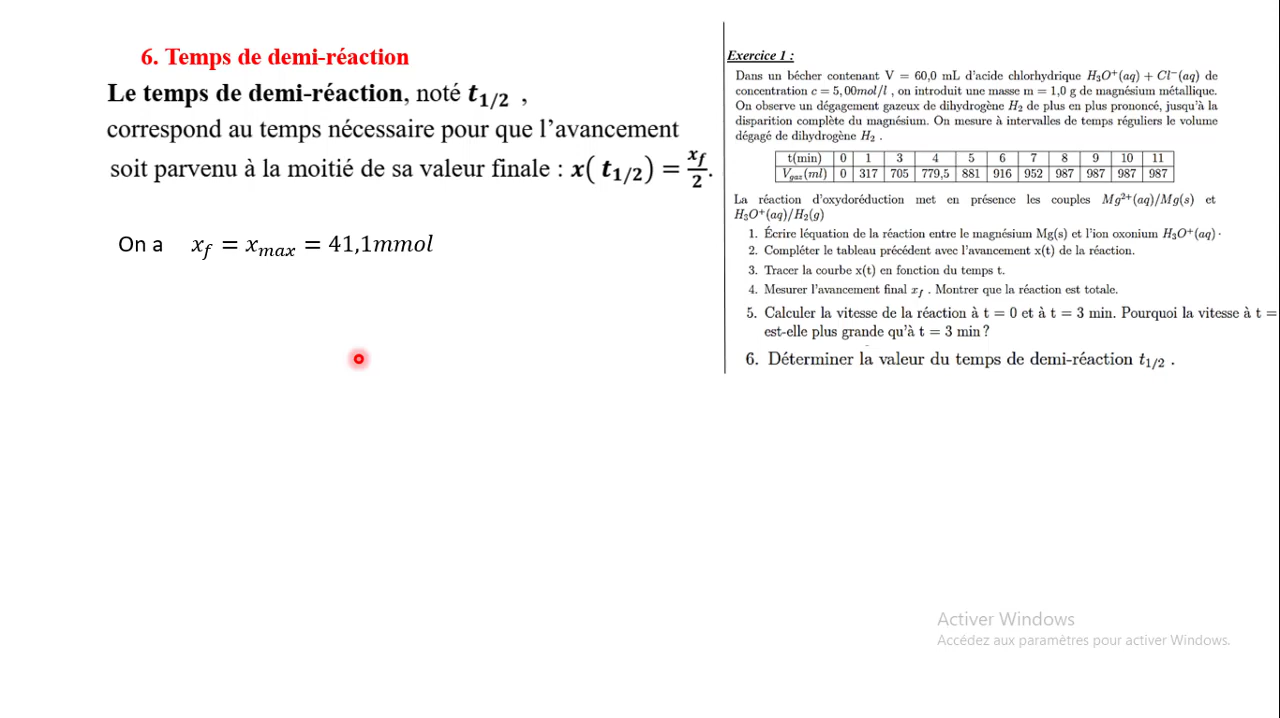 6. Temps de demi-réaction
Le temps de demi-réaction, noté t1/2 ,
correspond au temps nécessaire pour que l’avancement
soit parvenu à la moitié de sa valeur finale : x( t1/2) = xf/2.
On a xf = xmax = 41,1mmol
Exercice 1 :
Dans un bécher contenant V = 60,0 mL d'acide chlorhydrique H3O+(aq) + Cl−(aq) de
concentration c = 5,00mol/l , on introduit une masse m = 1,0 g de magnésium métallique.
On observe un dégagement gazeux de dihydrogène H2 de plus en plus prononcé, jusqu'à la
disparition complète du magnésium. On mesure à intervalles de temps réguliers le volume
dégagé de dihydrogène H2 .
t(min) 0 1 3 4 5 6 7 8 9 10 11
Vgaz(ml) 0 317 705 779,5 881 916 952 987 987 987 987
La réaction d'oxydoréduction met en présence les couples Mg2+(aq)/Mg(s) et
H3O+(aq)/H2(g)
1. Écrire léquation de la réaction entre le magnésium Mg(s) et l'ion oxonium H3O+(aq)·
2. Compléter le tableau précédent avec l'avancement x(t) de la réaction.
3. Tracer la courbe x(t) en fonction du temps t.
4. Mesurer l'avancement final xf . Montrer que la réaction est totale.
5. Calculer la vitesse de la réaction à t = 0 et à t = 3 min. Pourquoi la vitesse à t =
est-elle plus grande qu'à t = 3 min ?
6. Déterminer la valeur du temps de demi-réaction t1/2 .
Activer Windows
Accédez aux paramètres pour activer Windows.